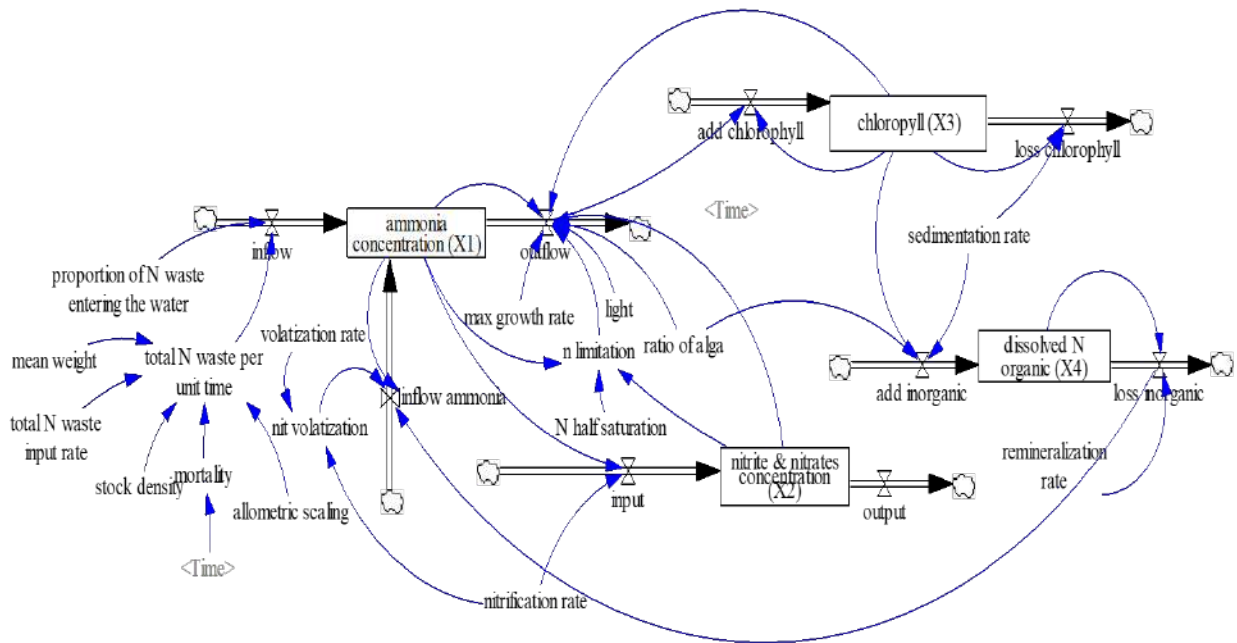 add chlorophyll
chloropyll (X3)
loss chlorophyll
<Time>
ammonia
concentration (X1)
inflow
outflow
sedimentation rate
proportion of N waste
entering the water
max growth rate
light
volatization rate
n limitation
ratio of alga
dissolved N
organic (X4)
mean weight
total N waste per
unit time
add inorganic
loss inorganic
inflow ammonia
total N waste
input rate
nit volatization
N half saturation
stock density
mortality
nitrite & nitrates
concentration
(X2)
remineralization
rate
input
output
allometric scaling
<Time>
nitrification rate